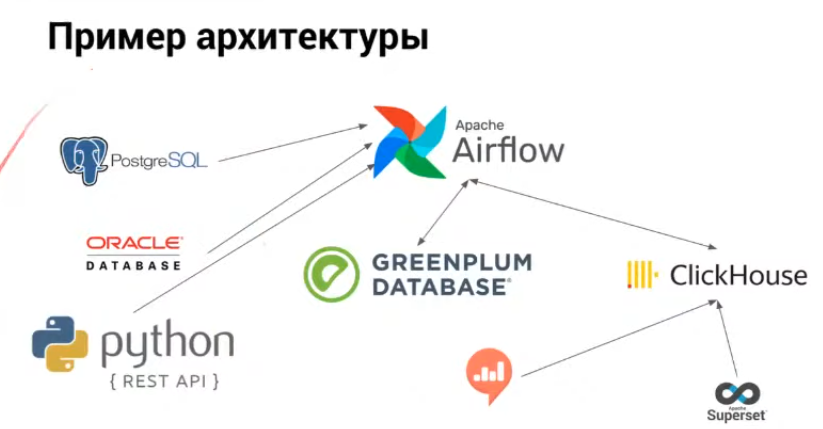 Пример архитектуры
Apache
Airflow
PostgreSQL
ORACLE
DATABASE
GREENPLUM
DATABASE
ClickHouse
python
{ REST API }
Apache
Superset